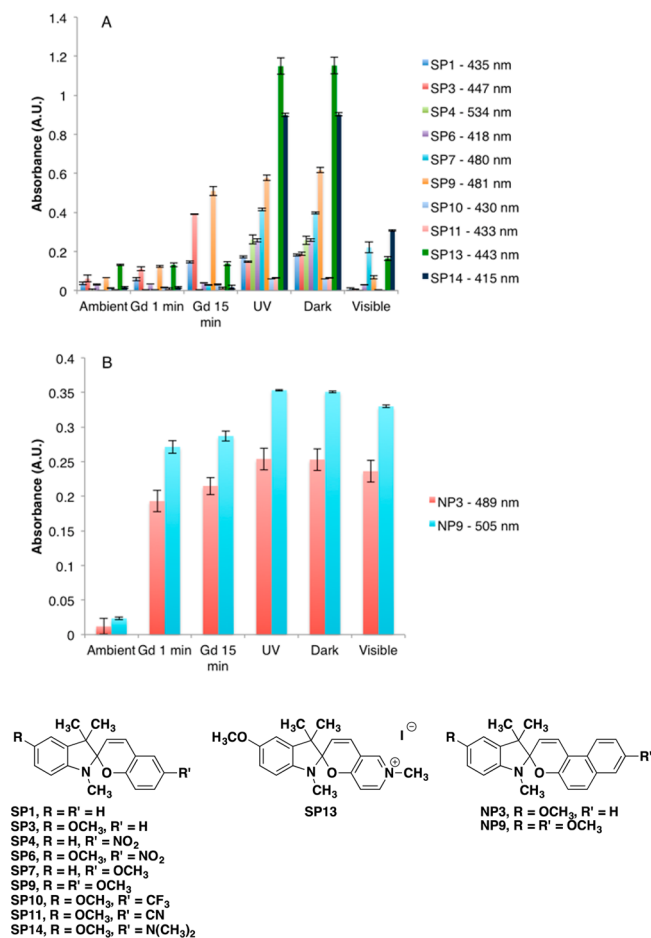 A
1.4
1.2
1
0.8
0.6
0.4
0.2
0
Absorbance (A.U.)
Ambient Gd 1 min Gd 15 min UV Dark Visible
SP1 - 435 nm
SP3 - 447 nm
SP4 - 534 nm
SP6 - 418 nm
SP7 - 480 nm
SP9 - 481 nm
SP10 - 430 nm
SP11 - 433 nm
SP13 - 443 nm
SP14 - 415 nm
B
0.4
0.35
0.3
0.25
0.2
0.15
0.1
0.05
0
Absorbance (A.U.)
Ambient Gd 1 min Gd 15 min UV Dark Visible
NP3 - 489 nm
NP9 - 505 nm
R
H₃C
CH₃
N
O
CH₃
R'
SP1, R = R' = H
SP3, R = OCH₃, R' = H
SP4, R = H, R' = NO₂
SP6, R = OCH₃, R' = NO₂
SP7, R = H, R' = OCH₃
SP9, R = R' = OCH₃
SP10, R = OCH₃, R' = CF₃
SP11, R = OCH₃, R' = CN
SP14, R = OCH₃, R' = N(CH₃)₂
H₃CO
H₃C
CH₃
I⊖
N
O
CH₃
N⊕
CH₃
SP13
R
H₃C
CH₃
N
O
CH₃
R'
NP3, R = OCH₃, R' = H
NP9, R = R' = OCH₃